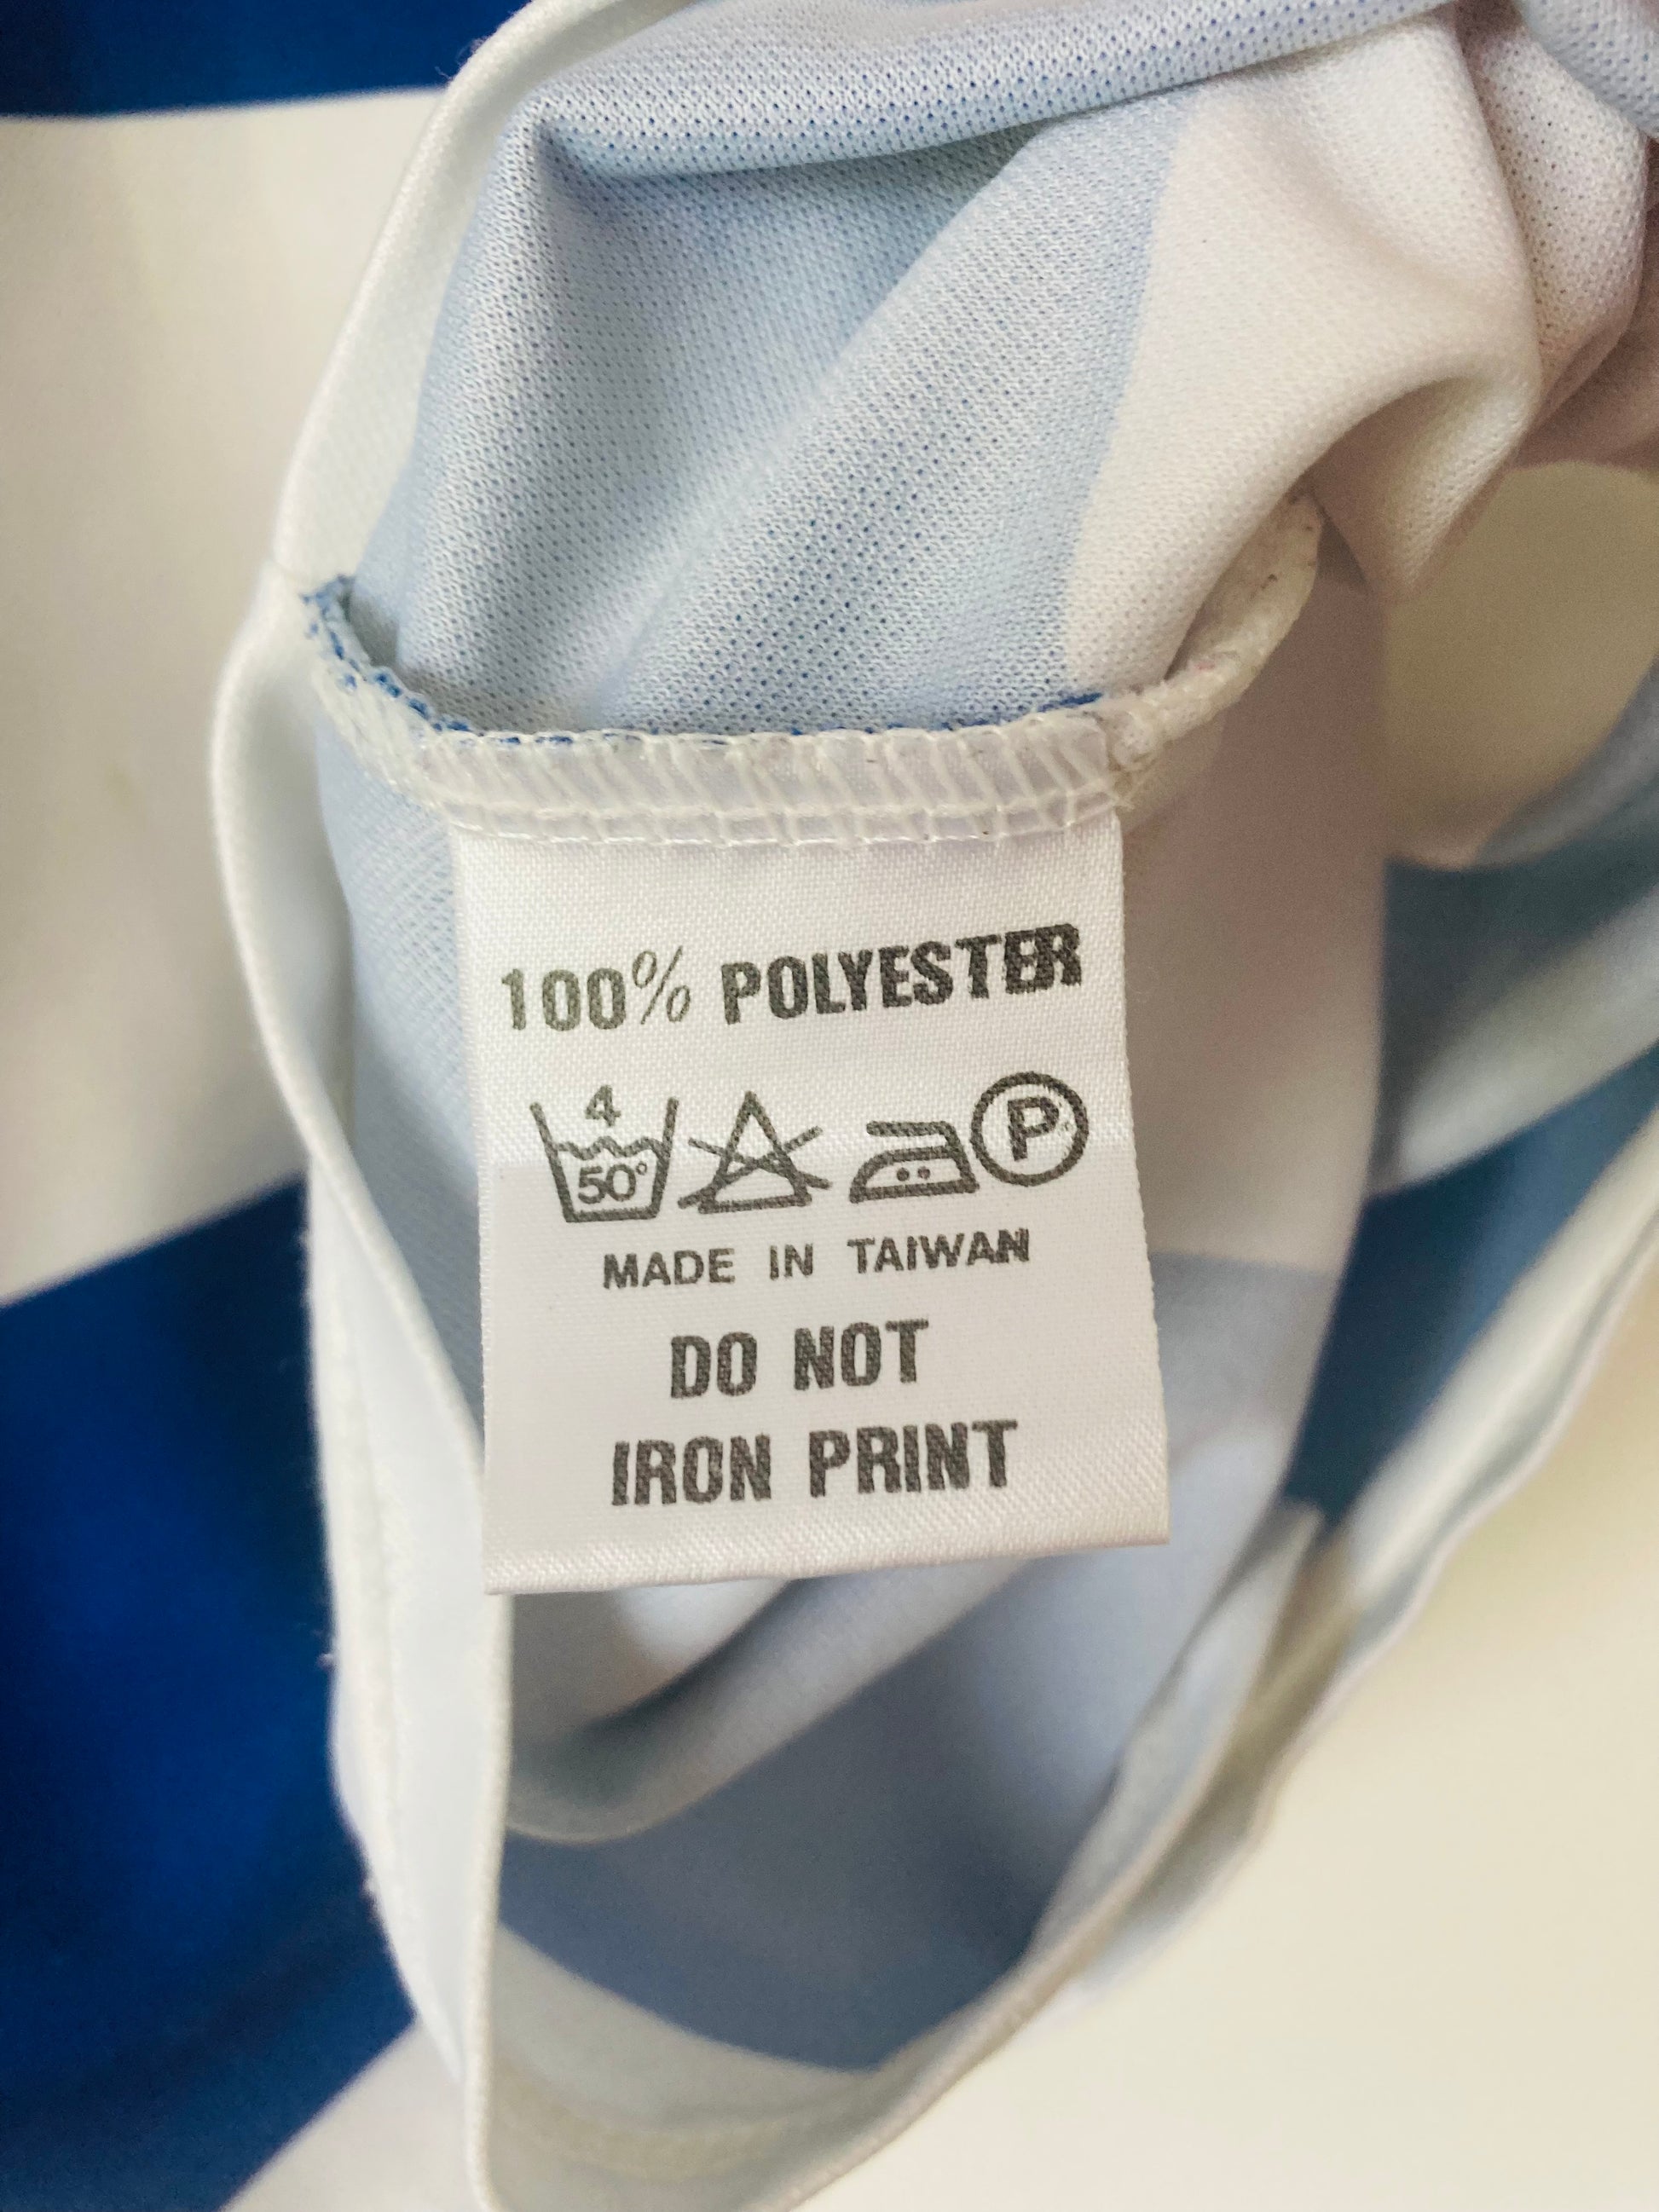 100% POLYESTER
4
50° P
MADE IN TAIWAN
DO NOT
IRON PRINT